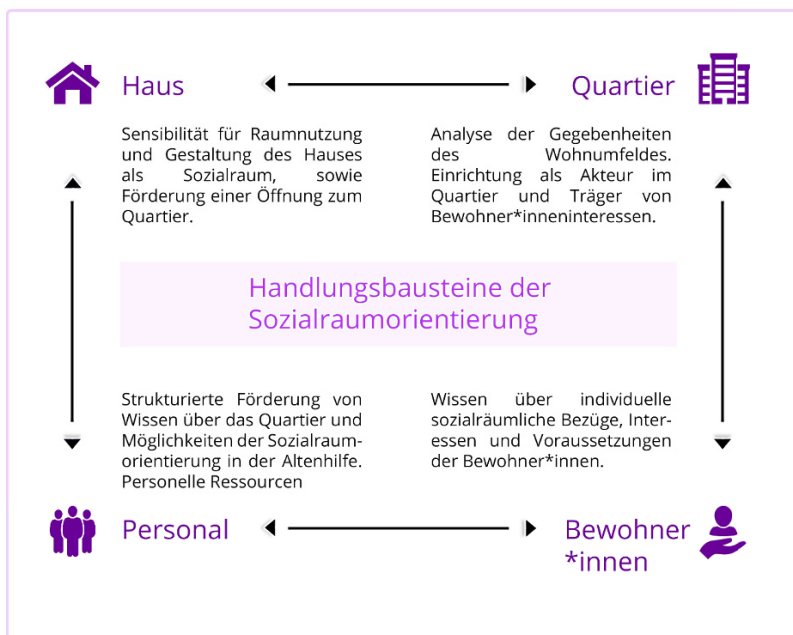 Haus
Quartier
Sensibilität für Raumnutzung
und Gestaltung des Hauses
als Sozialraum, sowie
Förderung einer Öffnung zum
Quartier.
Analyse der Gegebenheiten
des Wohnumfeldes.
Einrichtung als Akteur im
Quartier und Träger von
Bewohner*inneninteressen.
Handlungsbausteine der
Sozialraumorientierung
Strukturierte Förderung von
Wissen über das Quartier und
Möglichkeiten der Sozialraum-
orientierung in der Altenhilfe.
Personelle Ressourcen
Wissen über individuelle
sozialräumliche Bezüge, Inter-
essen und Voraussetzungen
der Bewohner*innen.
Personal
Bewohner
*innen